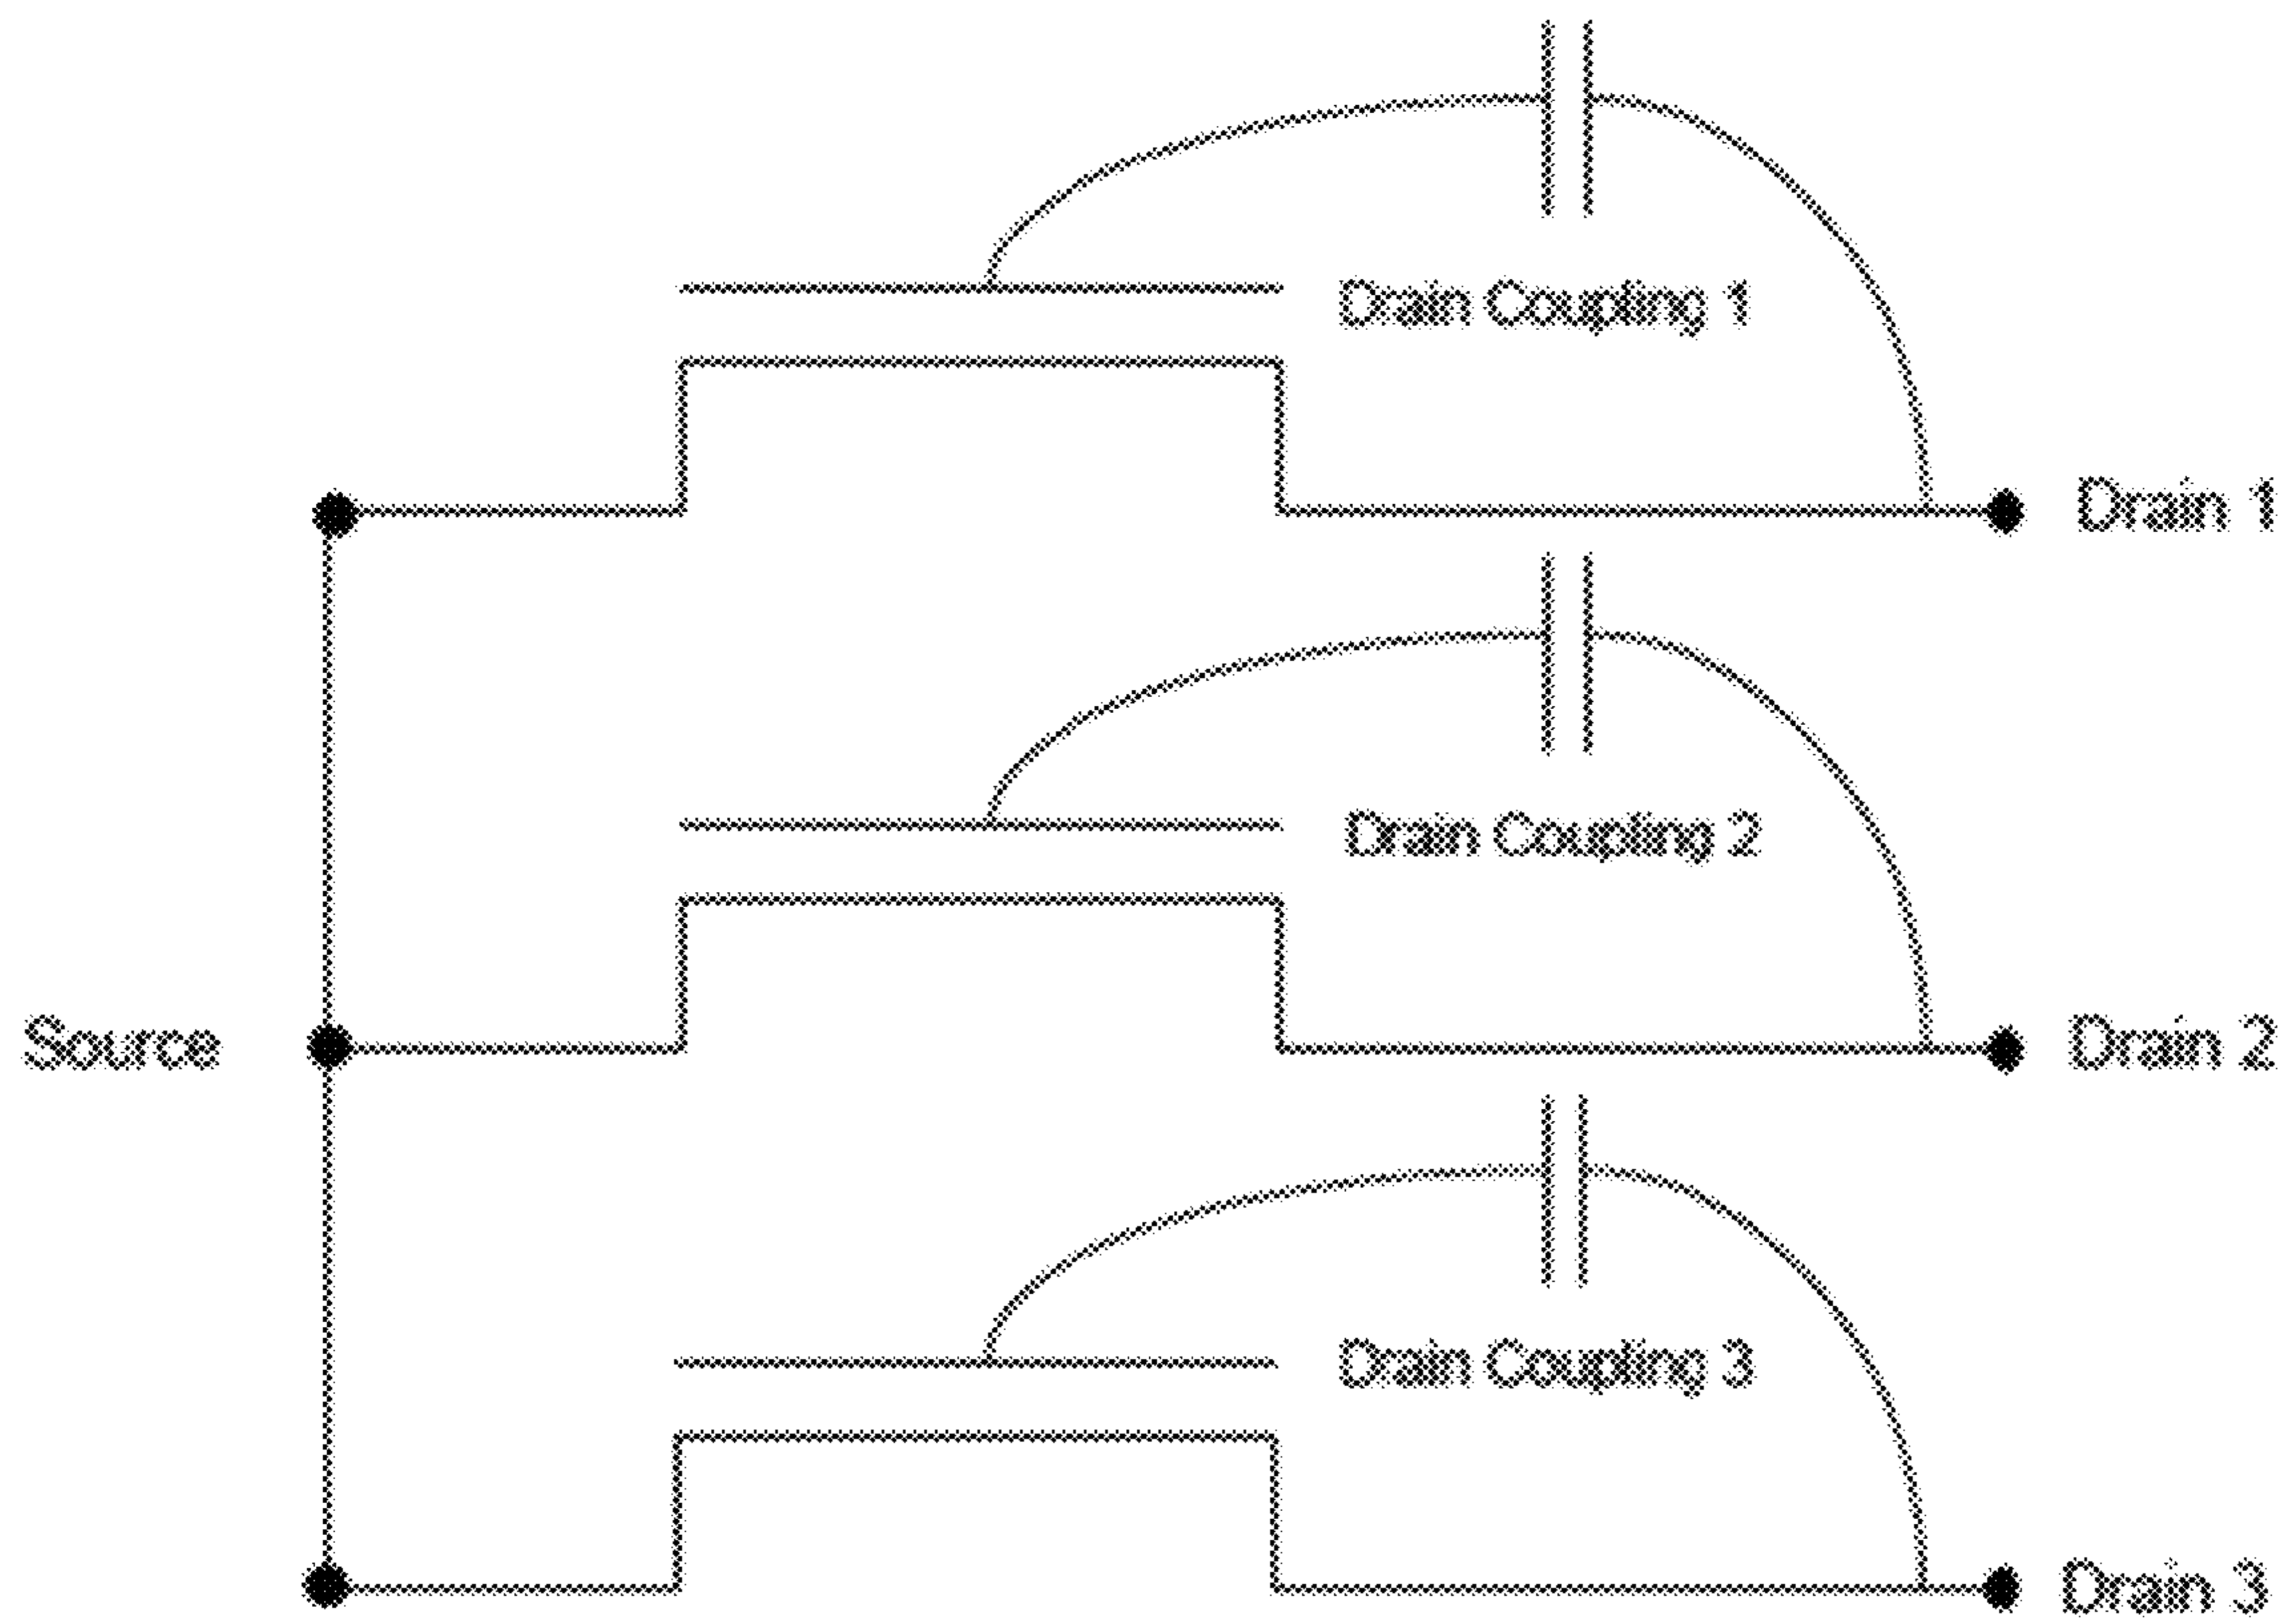 Drain Coupling 1
Drain 1
Drain Coupling 2
Source
Drain 2
Drain Coupling 3
Drain 3